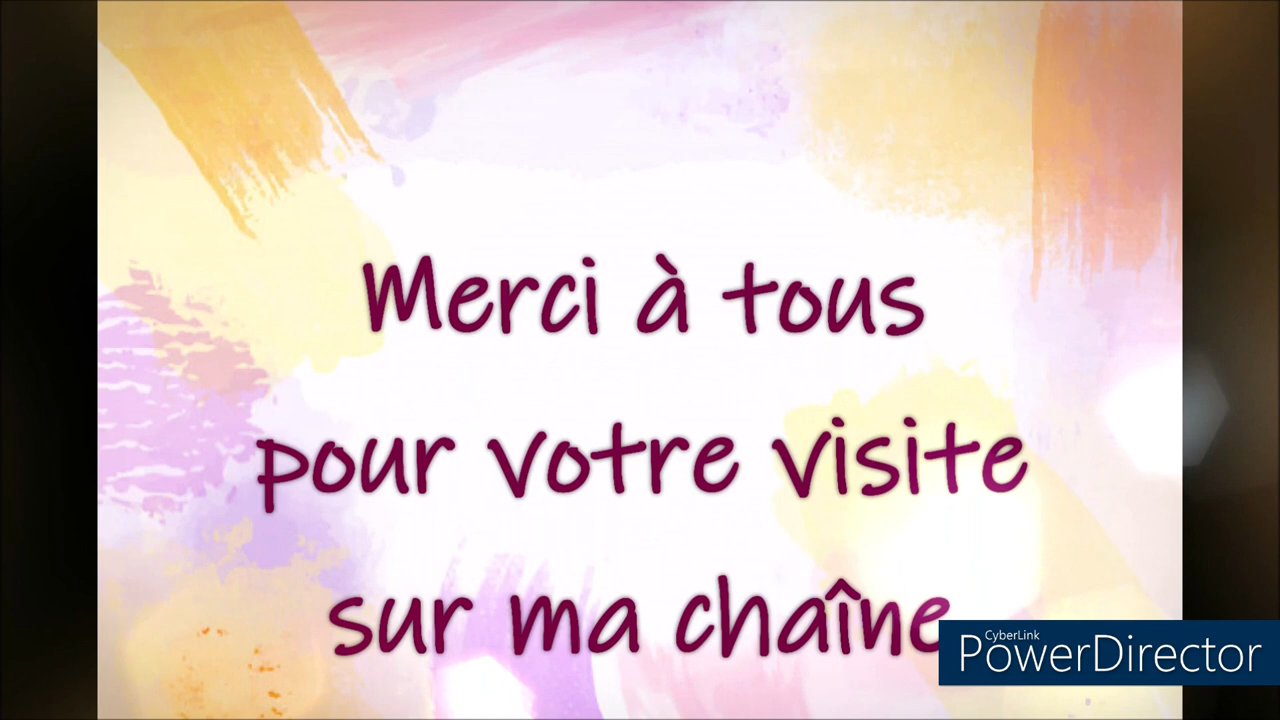 Merci à tous
pour votre visite
sur ma chaîne
CyberLink
PowerDirector